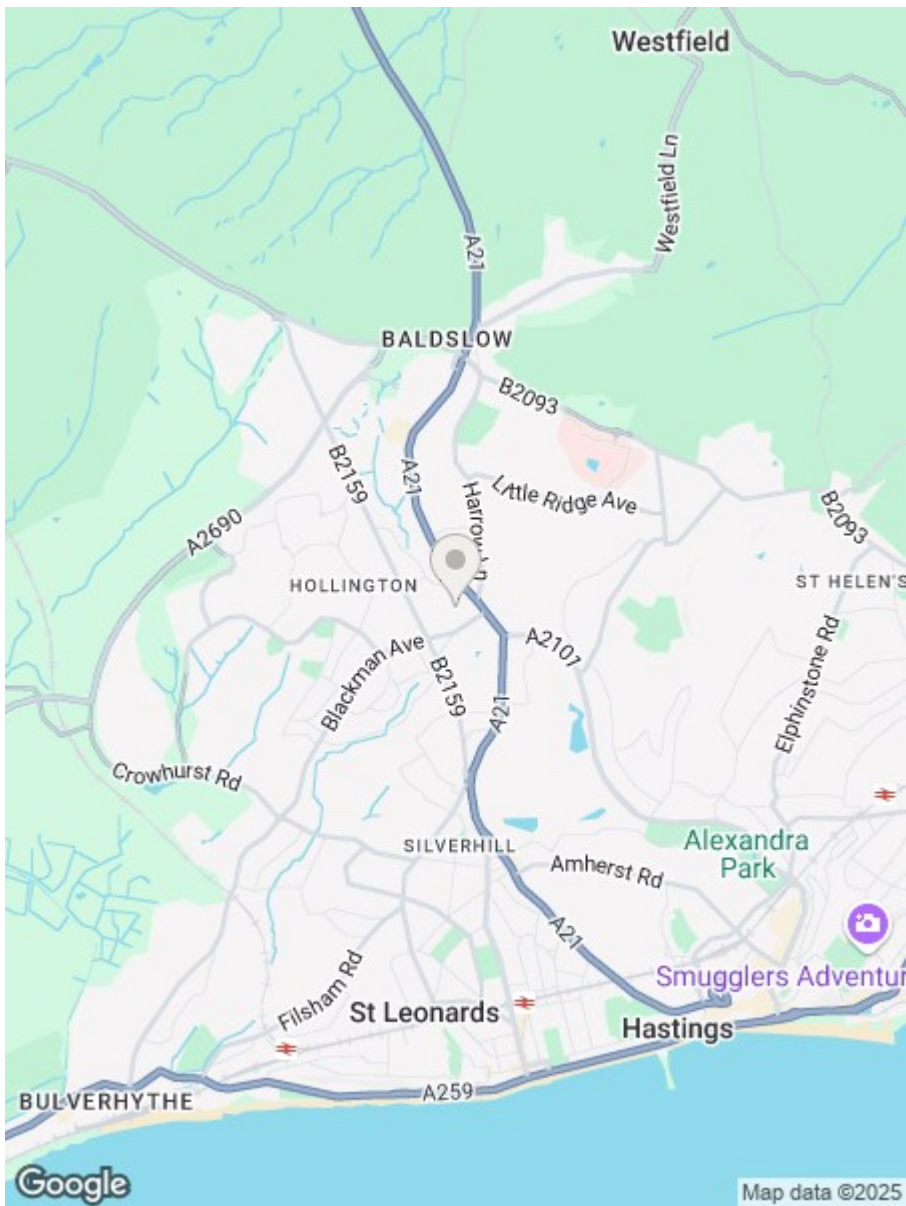 Westfield
Westfield Ln
A21
BALDSLOW
B2093
B2159
A21
Little Ridge Ave
Harrow Ln
A2690
B2093
HOLLINGTON
ST HELEN'S
A2101
Elphinstone Rd
Blackman Ave
B2159
A21
Crowhurst Rd
SILVERHILL
Alexandra
Park
Amherst Rd
A21
Filsham Rd
Smugglers Adventur
St Leonards
Hastings
A259
BULVERHYTHE
Google
Map data ©2025